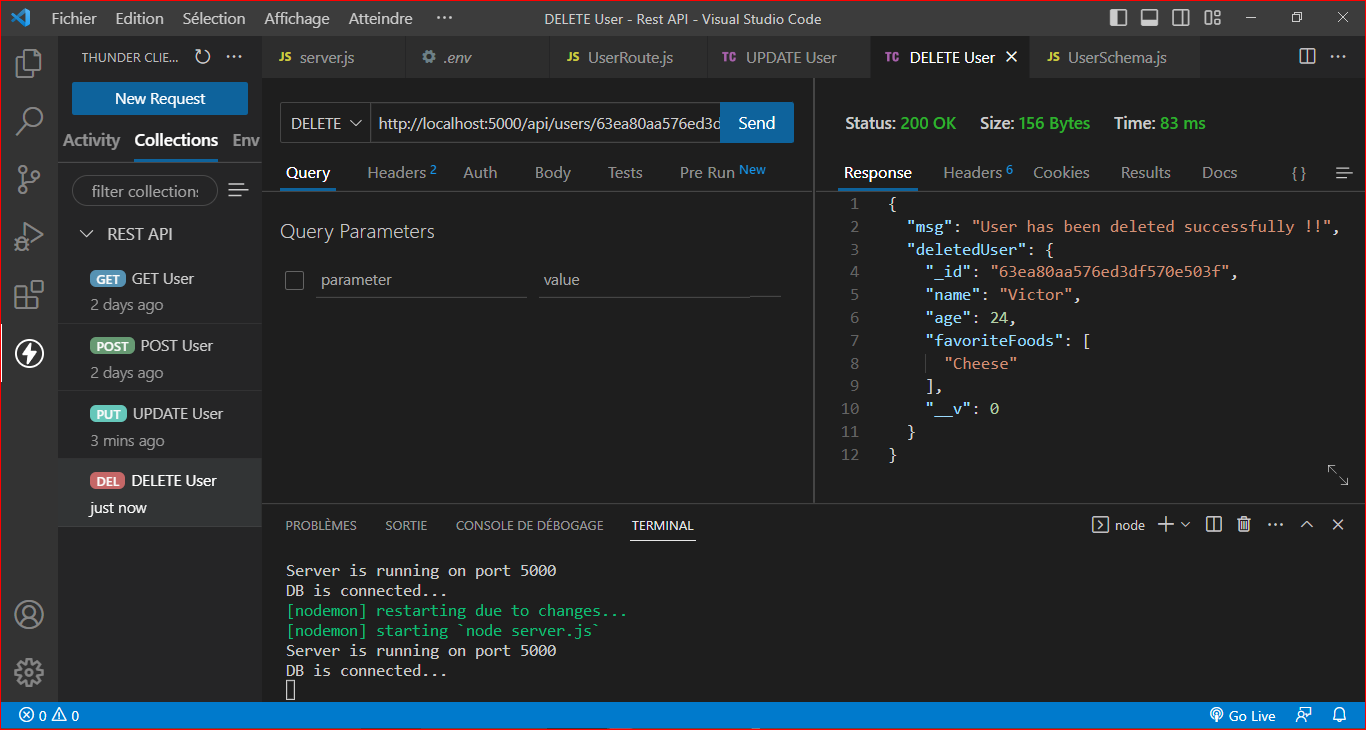 Fichier Edition Sélection Affichage Atteindre ··· DELETE User - Rest API - Visual Studio Code
THUNDER CLIE... ···
New Request
Activity Collections Env
filter collections
REST API
GET GET User
2 days ago
POST POST User
2 days ago
PUT UPDATE User
3 mins ago
DEL DELETE User
just now
JS server.js .env JS UserRoute.js TC UPDATE User TC DELETE User JS UserSchema.js ···
DELETE http://localhost:5000/api/users/63ea80aa576ed3d Send
Query Headers 2 Auth Body Tests Pre Run New
Query Parameters
parameter value
Status: 200 OK Size: 156 Bytes Time: 83 ms
Response Headers 6 Cookies Results Docs { }
1 {
2 "msg": "User has been deleted successfully !!",
3 "deletedUser": {
4 "_id": "63ea80aa576ed3df570e503f",
5 "name": "Victor",
6 "age": 24,
7 "favoriteFoods": [
8 "Cheese"
9 ],
10 "__v": 0
11 }
12 }
PROBLÈMES SORTIE CONSOLE DE DÉBOGAGE TERMINAL node ···
Server is running on port 5000
DB is connected...
[nodemon] restarting due to changes...
[nodemon] starting `node server.js`
Server is running on port 5000
DB is connected...
0 0 Go Live